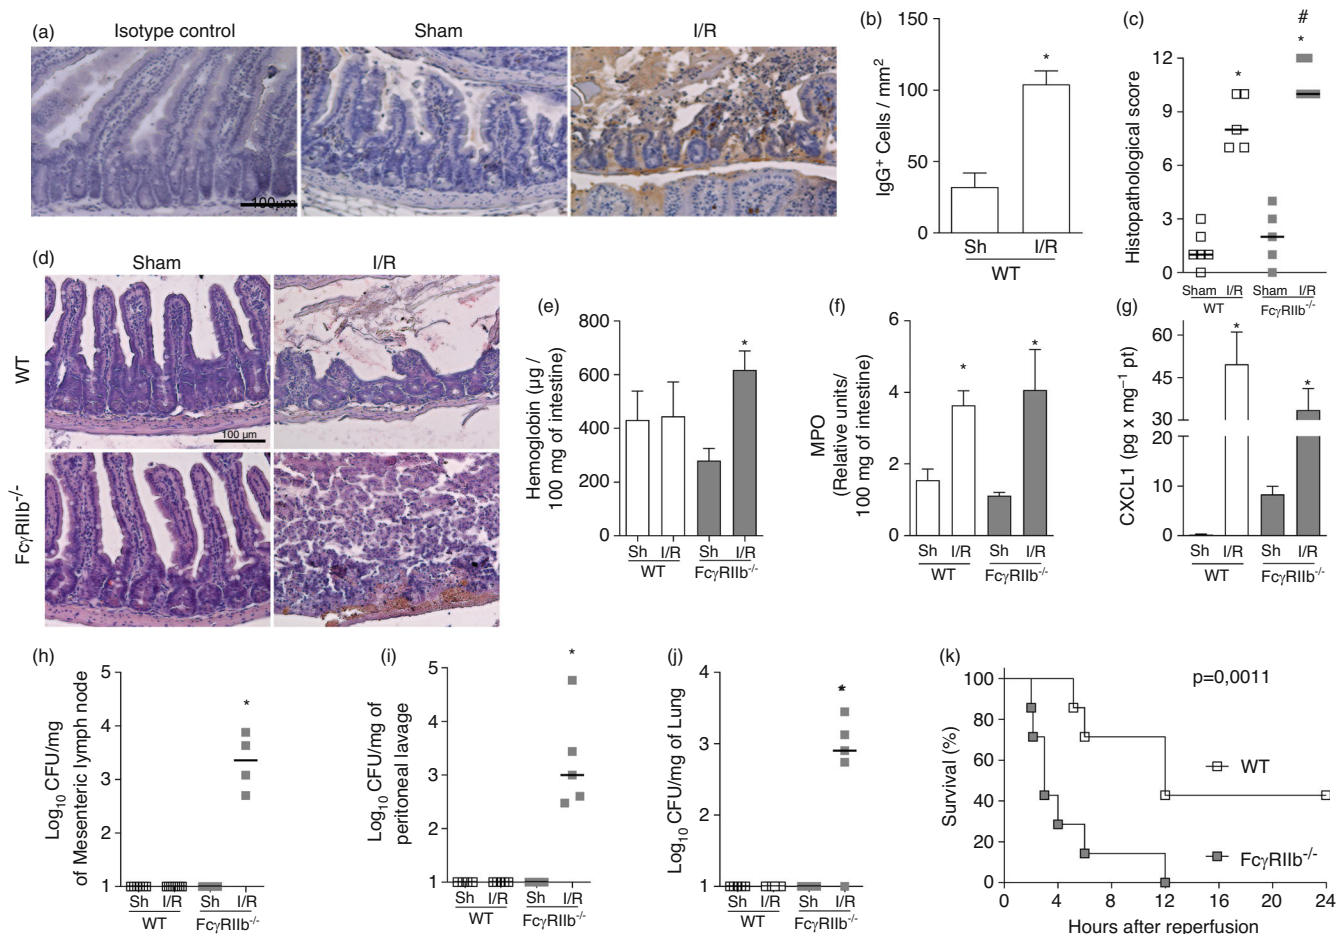 (a)
Isotype control
Sham
I/R
100µm
(b)
IgG+ Cells / mm2
150
100
50
0
*
Sh
I/R
WT
(c)
Histopathological score
12
9
6
3
0
*
#
*
Sham
I/R
Sham
I/R
WT
FcγRIIb-/-
(d)
Sham
I/R
WT
FcγRIIb-/-
100 µm
(e)
Hemoglobin (µg /
100 mg of intestine)
800
600
400
200
0
*
Sh
I/R
Sh
I/R
WT
FcγRIIb-/-
(f)
MPO
(Relative units/
100 mg of intestine)
6
4
2
0
*
*
Sh
I/R
Sh
I/R
WT
FcγRIIb-/-
(g)
CXCL1 (pg x mg−1 pt)
60
45
30
20
10
0
*
*
Sh
I/R
Sh
I/R
WT
FcγRIIb-/-
(h)
Log10 CFU/mg
of Mesenteric lymph node
5
4
3
2
1
*
Sh
I/R
Sh
I/R
WT
FcγRIIb-/-
(i)
Log10 CFU/mg of
peritoneal lavage
5
4
3
2
1
*
Sh
I/R
Sh
I/R
WT
FcγRIIb-/-
(j)
Log10 CFU/mg of Lung
4
3
2
1
*
Sh
I/R
Sh
I/R
WT
FcγRIIb-/-
(k)
Survival (%)
100
80
60
40
20
0
p=0,0011
WT
FcγRIIb-/-
0
4
8
12
16
20
24
Hours after reperfusion